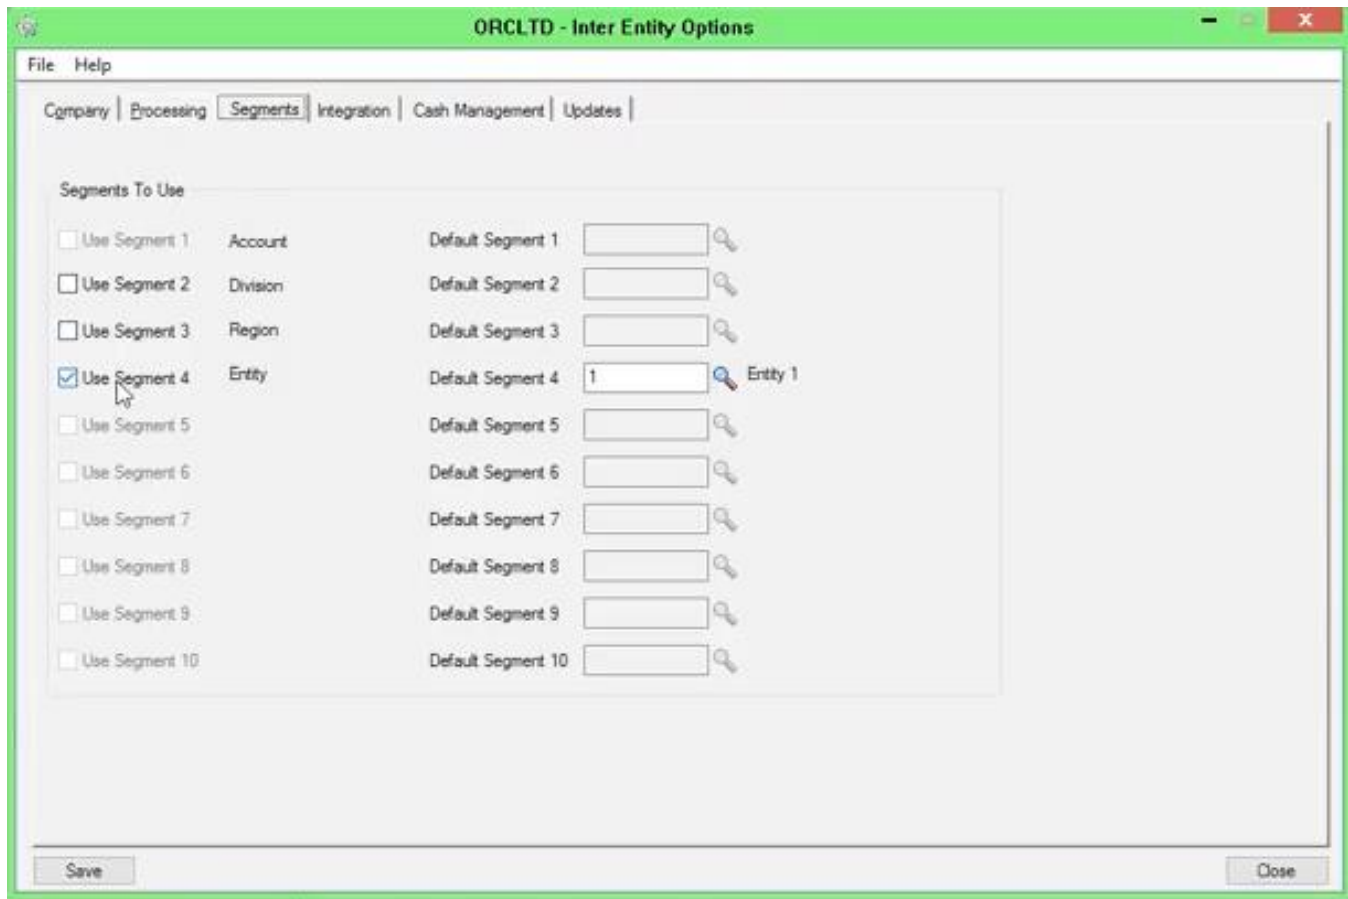 ORCLTD - Inter Entity Options
X
File Help
Company Processing Segments Integration Cash Management Updates
Segments To Use
Use Segment 1 Account Default Segment 1
Use Segment 2 Division Default Segment 2
Use Segment 3 Region Default Segment 3
Use Segment 4 Entity Default Segment 4 1 Entity 1
Use Segment 5 Default Segment 5
Use Segment 6 Default Segment 6
Use Segment 7 Default Segment 7
Use Segment 8 Default Segment 8
Use Segment 9 Default Segment 9
Use Segment 10 Default Segment 10
Save Close